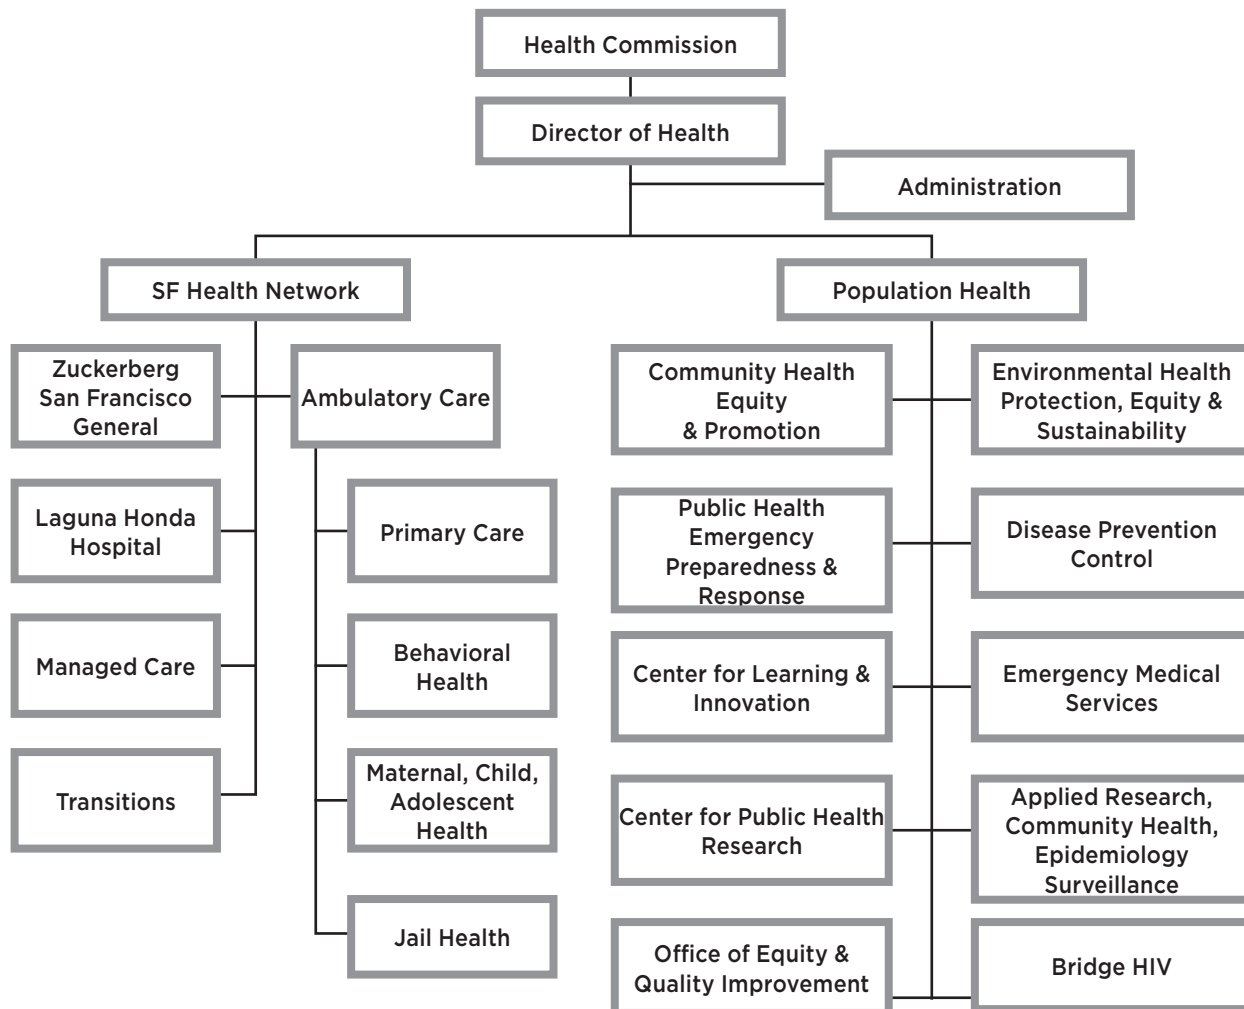 Health Commission
Director of Health
Administration
SF Health Network
Population Health
Zuckerberg
San Francisco
General
Ambulatory Care
Laguna Honda
Hospital
Primary Care
Managed Care
Behavioral
Health
Transitions
Maternal, Child,
Adolescent
Health
Jail Health
Community Health
Equity
& Promotion
Environmental Health
Protection, Equity &
Sustainability
Public Health
Emergency
Preparedness &
Response
Disease Prevention
Control
Center for Learning &
Innovation
Emergency Medical
Services
Center for Public Health
Research
Applied Research,
Community Health,
Epidemiology
Surveillance
Office of Equity &
Quality Improvement
Bridge HIV